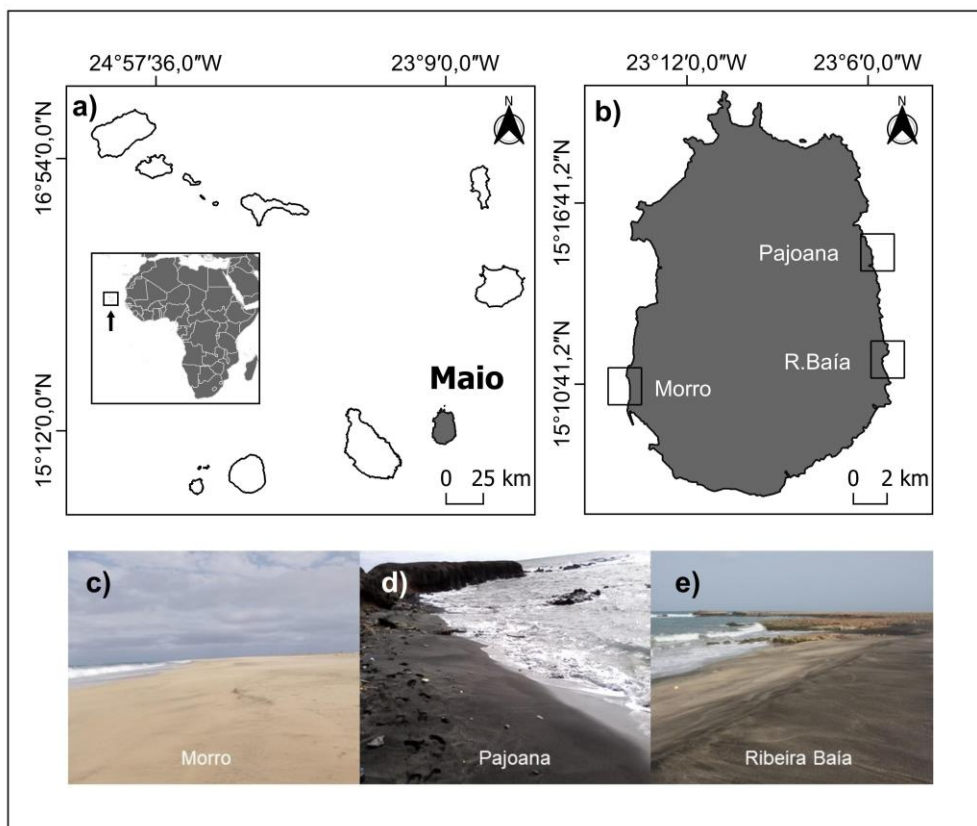 24°57′36,0″W 23°9′0,0″W
a)
N
16°54′0,0″N
15°12′0,0″N
Maio
0 25 km
23°12′0,0″W 23°6′0,0″W
b)
N
15°16′41,2″N
15°10′41,2″N
Pajoana
R.Baía
Morro
0 2 km
c)
Morro
d)
Pajoana
e)
Ribeira Baía